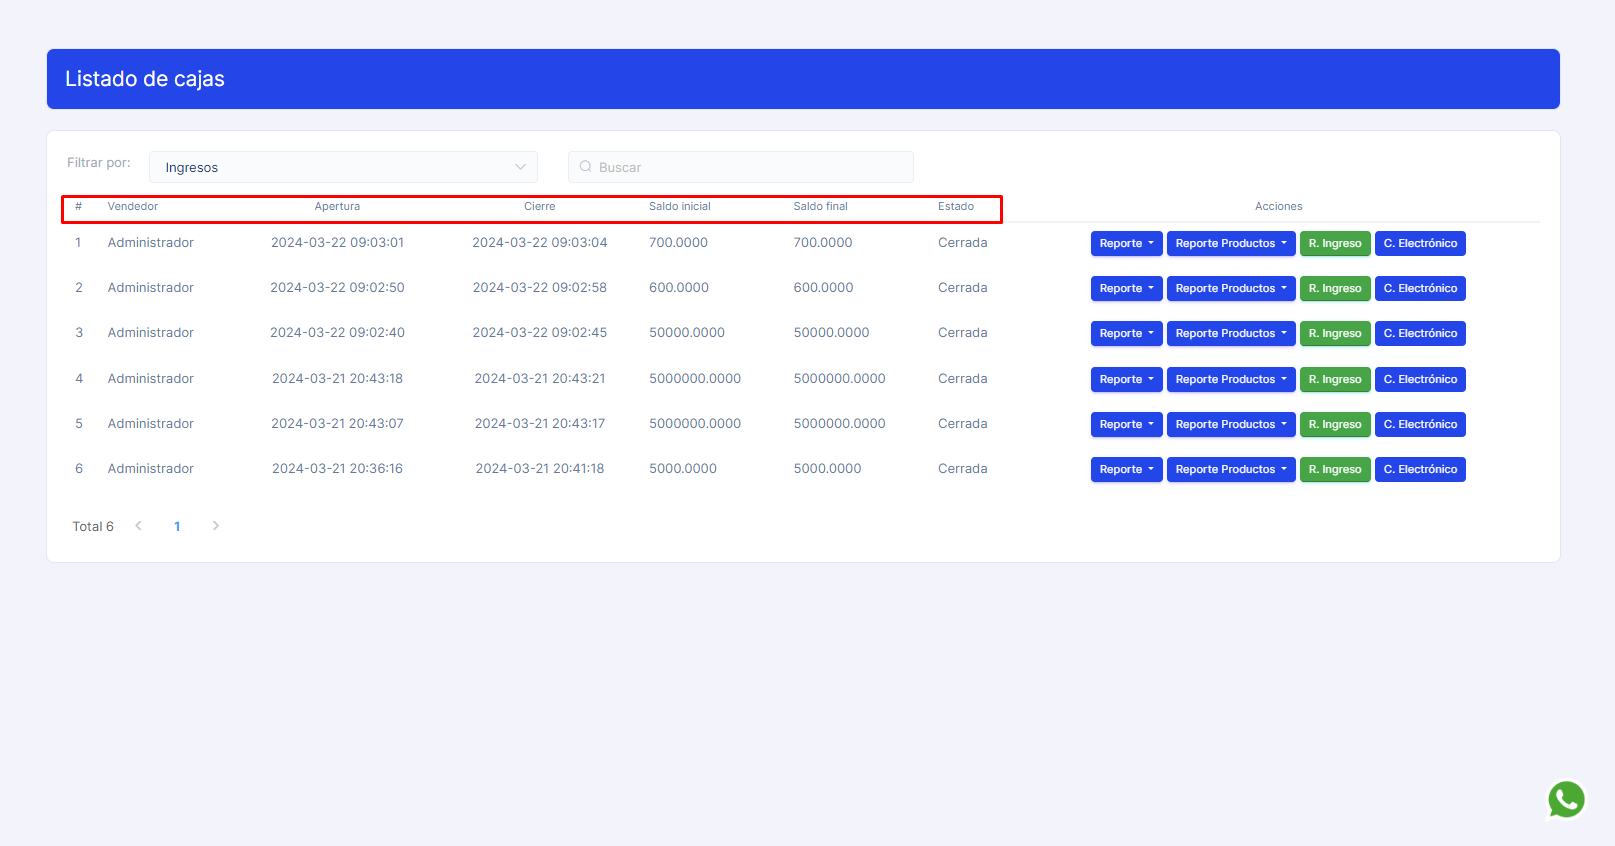 Listado de cajas
Filtrar por: Ingresos Buscar
# Vendedor Apertura Cierre Saldo inicial Saldo final Estado Acciones
1 Administrador 2024-03-22 09:03:01 2024-03-22 09:03:04 700.0000 700.0000 Cerrada Reporte Reporte Productos R. Ingreso C. Electrónico
2 Administrador 2024-03-22 09:02:50 2024-03-22 09:02:58 600.0000 600.0000 Cerrada Reporte Reporte Productos R. Ingreso C. Electrónico
3 Administrador 2024-03-22 09:02:40 2024-03-22 09:02:45 50000.0000 50000.0000 Cerrada Reporte Reporte Productos R. Ingreso C. Electrónico
4 Administrador 2024-03-21 20:43:18 2024-03-21 20:43:21 5000000.0000 5000000.0000 Cerrada Reporte Reporte Productos R. Ingreso C. Electrónico
5 Administrador 2024-03-21 20:43:07 2024-03-21 20:43:17 5000000.0000 5000000.0000 Cerrada Reporte Reporte Productos R. Ingreso C. Electrónico
6 Administrador 2024-03-21 20:36:16 2024-03-21 20:41:18 5000.0000 5000.0000 Cerrada Reporte Reporte Productos R. Ingreso C. Electrónico
Total 6 1